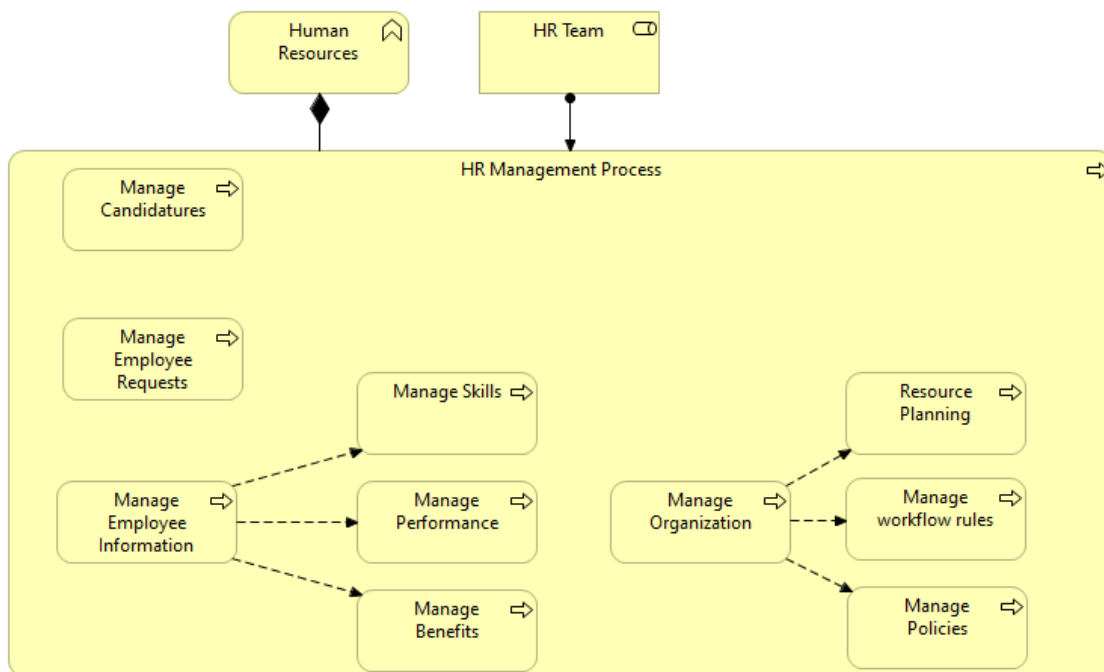 Human
Resources
HR Team
HR Management Process
Manage
Candidatures
Manage
Employee
Requests
Manage Skills
Resource
Planning
Manage
Employee
Information
Manage
Performance
Manage
Organization
Manage
workflow rules
Manage
Benefits
Manage
Policies